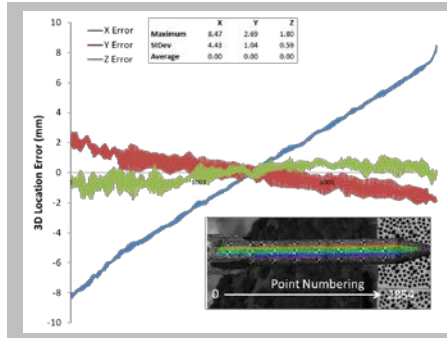 X Y Z
Maximum 8.47 2.69 1.80
StDev 4.43 1.04 0.59
Average 0.00 0.00 0.00
X Error
Y Error
Z Error
3D Location Error (mm)
10
8
6
4
2
0
-2
-4
-6
-8
-10
Point Numbering
0